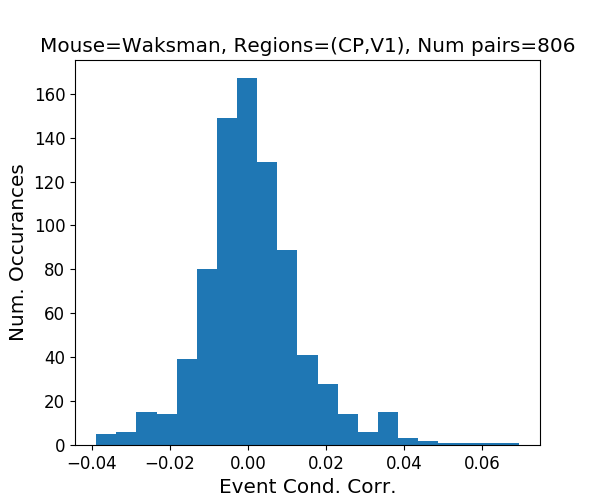 Mouse=Waksman, Regions=(CP,V1), Num pairs=806
160
140
120
100
80
60
40
20
0
Num. Occurances
−0.04 −0.02 0.00 0.02 0.04 0.06
Event Cond. Corr.